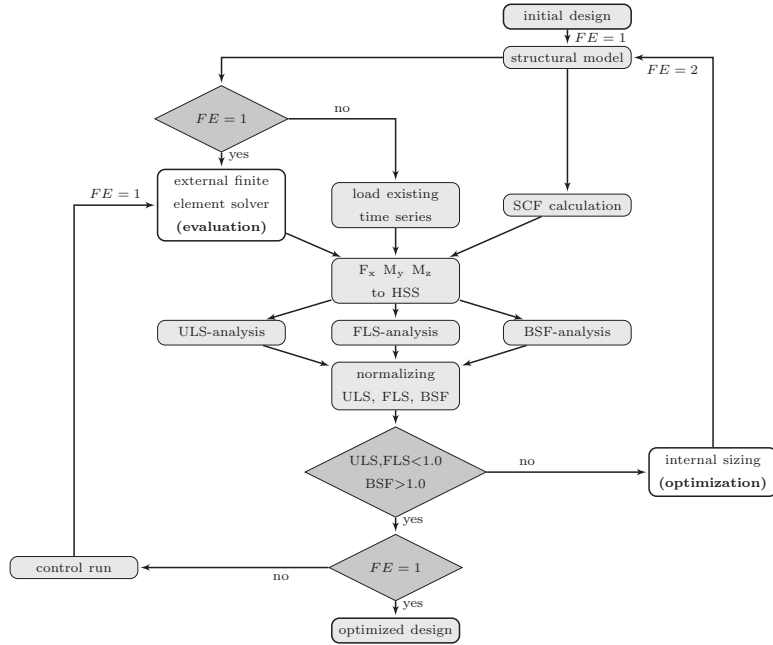 initial design
FE = 1
structural model
FE = 2
FE = 1
no
yes
external finite
element solver
(evaluation)
FE = 1
load existing
time series
SCF calculation
Fx My Mz
to HSS
ULS-analysis
FLS-analysis
BSF-analysis
normalizing
ULS, FLS, BSF
ULS,FLS<1.0
BSF>1.0
no
internal sizing
(optimization)
yes
FE = 1
no
control run
yes
optimized design